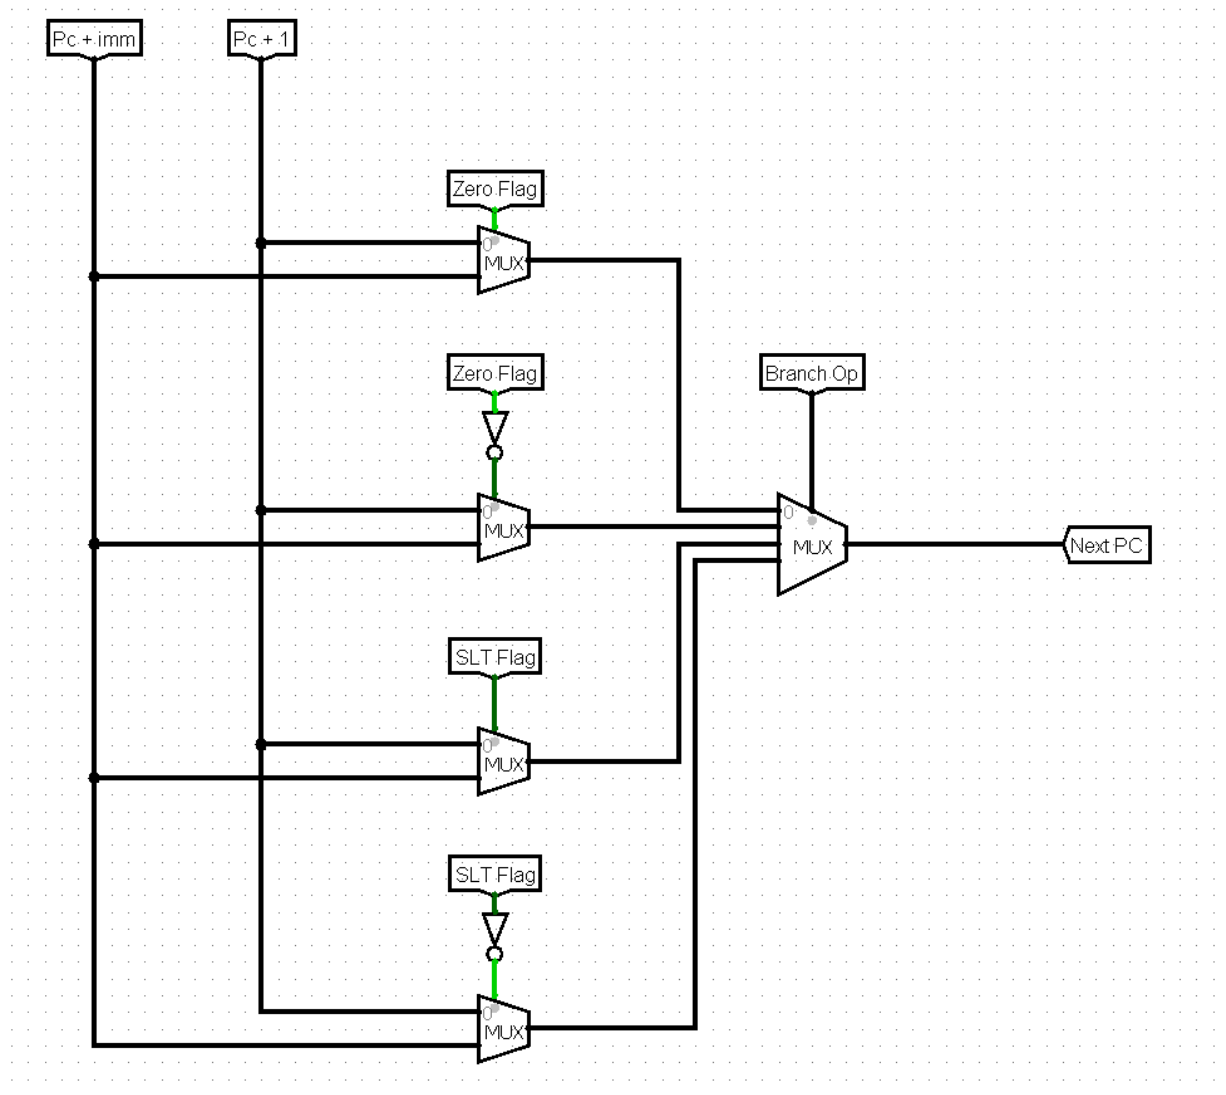 Pc + imm
Pc + 1
Zero Flag
0
MUX
Zero Flag
Branch Op
0
MUX
0
MUX
Next PC
SLT Flag
0
MUX
SLT Flag
0
MUX